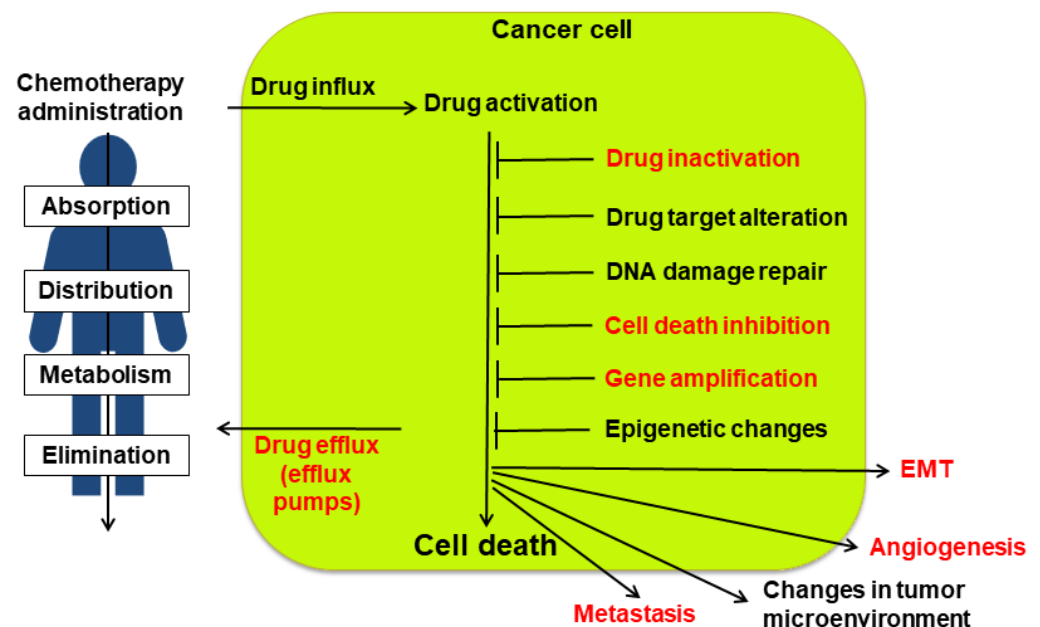 Cancer cell
Chemotherapy
administration
Drug influx
Drug activation
Absorption
Distribution
Metabolism
Elimination
Drug inactivation
Drug target alteration
DNA damage repair
Cell death inhibition
Gene amplification
Epigenetic changes
Drug efflux
(efflux
pumps)
Cell death
EMT
Angiogenesis
Changes in tumor
microenvironment
Metastasis